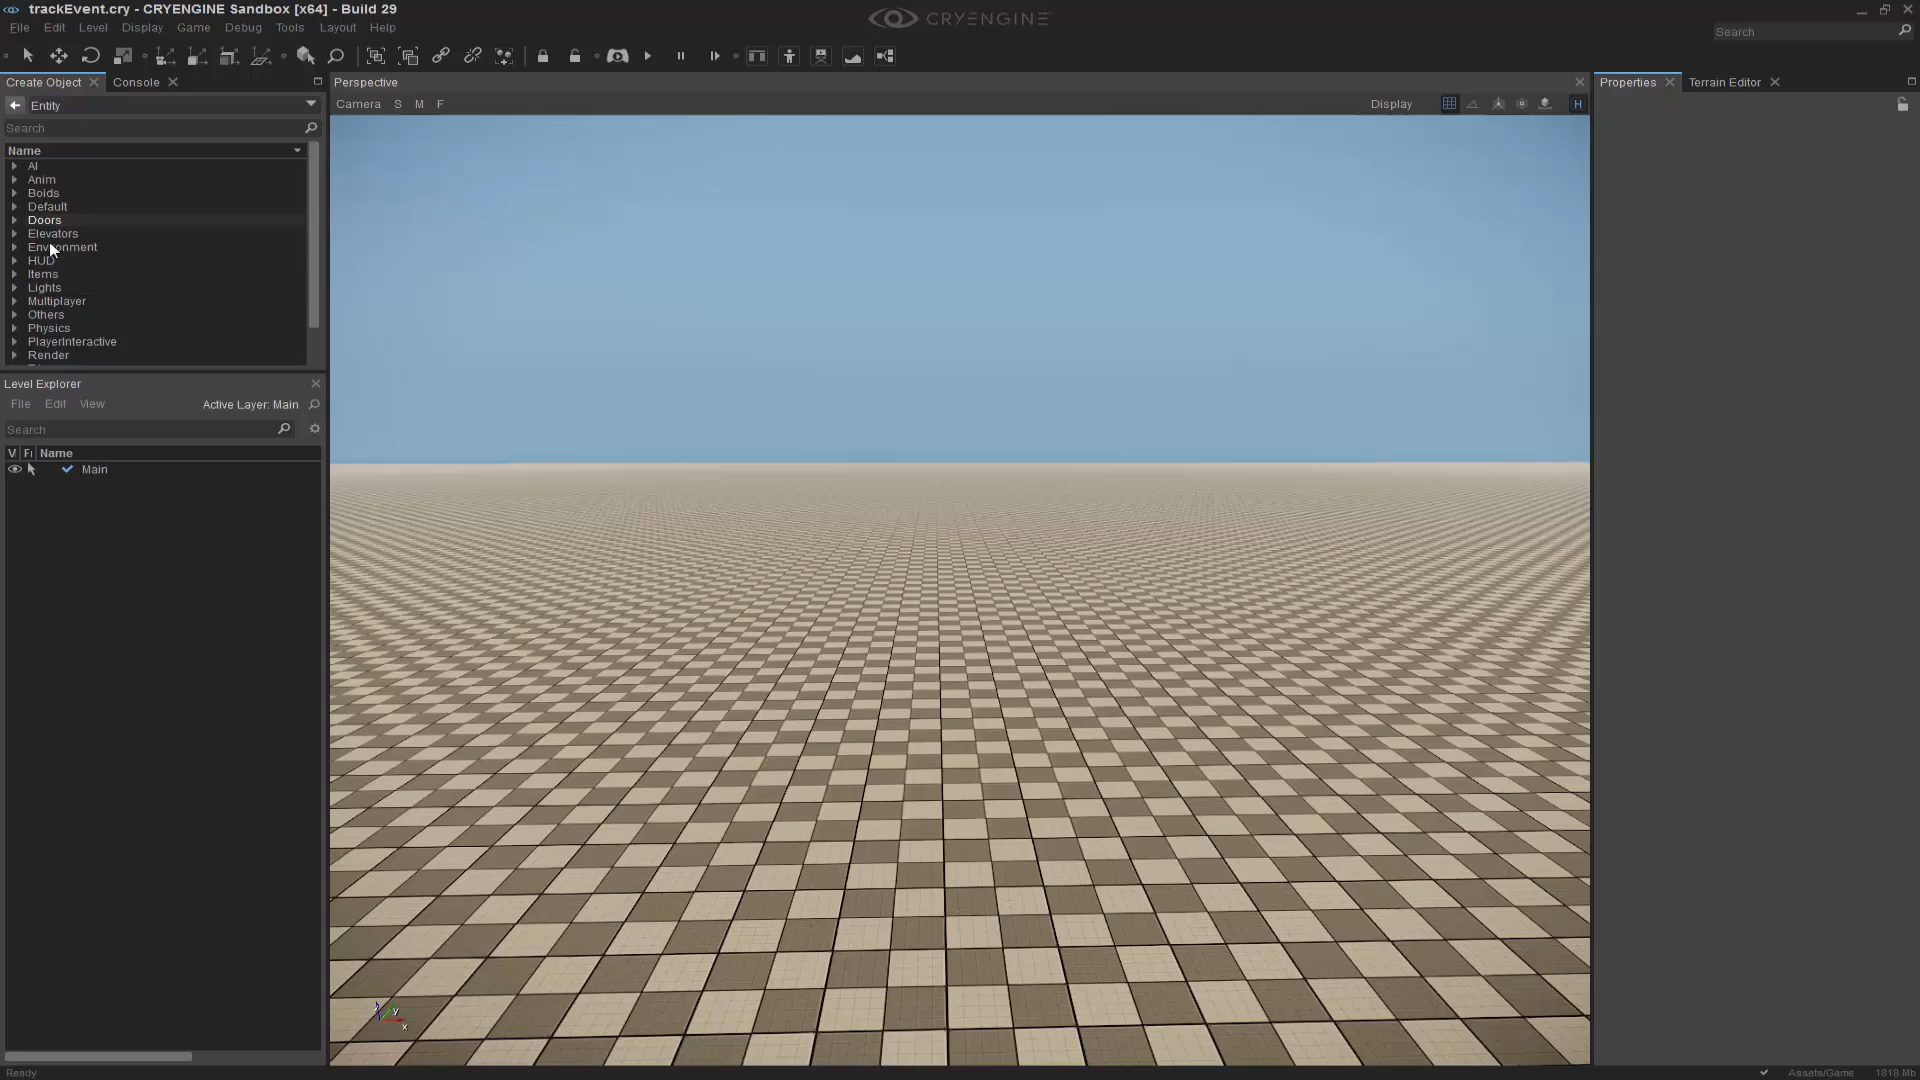 trackEvent.cry - CRYENGINE Sandbox [x64] - Build 29
CRYENGINE
File Edit Level Display Game Debug Tools Layout Help
Search
Create Object
Console
Perspective
Properties
Terrain Editor
Camera S M F
Display
H
Entity
Search
Name
AI
Anim
Boids
Default
Doors
Elevators
Environment
HUD
Items
Lights
Multiplayer
Others
Physics
PlayerInteractive
Render
Level Explorer
File Edit View
Active Layer: Main
Search
V Name
Main
y
x
Ready
Assets/Game 1818 Mb